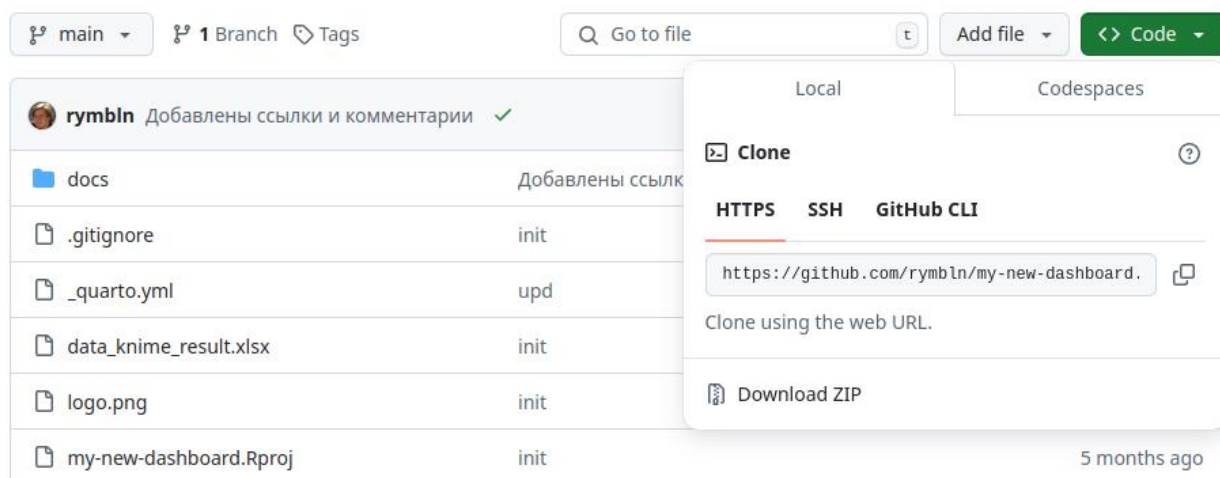 main 1 Branch Tags Go to file t Add file Code
Local Codespaces
rymbln Добавлены ссылки и комментарии
Clone
docs Добавлены ссылк
HTTPS SSH GitHub CLI
.gitignore init
https://github.com/rymbln/my-new-dashboard.
_quarto.yml upd
Clone using the web URL.
data_knime_result.xlsx init
Download ZIP
logo.png init
my-new-dashboard.Rproj init 5 months ago